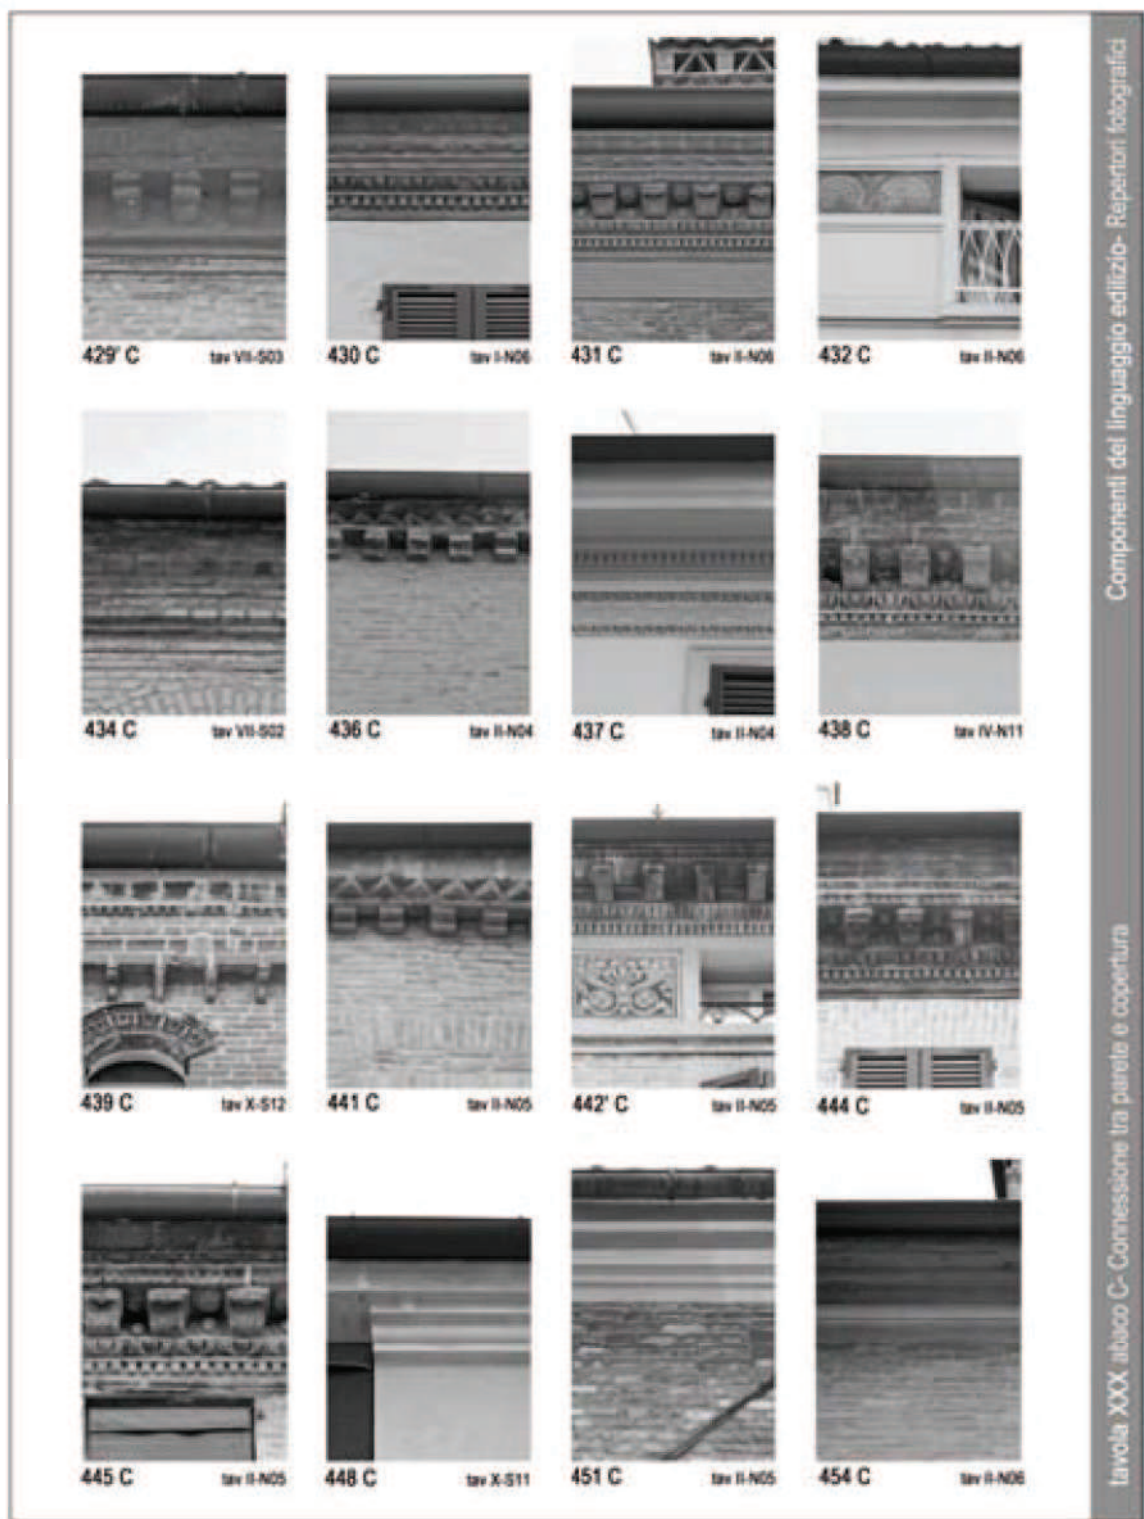 429' C tav VII-S03
430 C tav I-N06
431 C tav II-N06
432 C tav II-N06
434 C tav VII-S02
436 C tav II-N04
437 C tav II-N04
438 C tav IV-N11
439 C tav X-S12
441 C tav II-N05
442' C tav II-N05
444 C tav II-N05
445 C tav II-N05
448 C tav X-S11
451 C tav II-N05
454 C tav II-N06
tavola XXX abaco C- Connessione tra parete e copertura
Componenti del linguaggio edilizio- Repertori fotografici